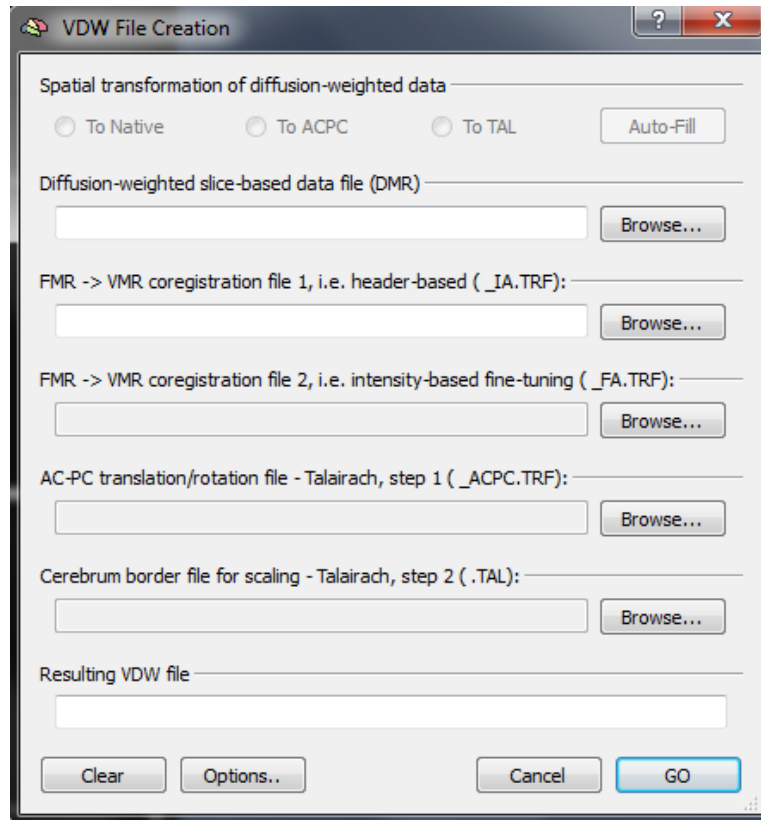 VDW File Creation
Spatial transformation of diffusion-weighted data
To Native To ACPC To TAL Auto-Fill
Diffusion-weighted slice-based data file (DMR)
Browse...
FMR -> VMR coregistration file 1, i.e. header-based ( _IA.TRF):
Browse...
FMR -> VMR coregistration file 2, i.e. intensity-based fine-tuning ( _FA.TRF):
Browse...
AC-PC translation/rotation file - Talairach, step 1 ( _ACPC.TRF):
Browse...
Cerebrum border file for scaling - Talairach, step 2 ( .TAL):
Browse...
Resulting VDW file
Clear Options.. Cancel GO